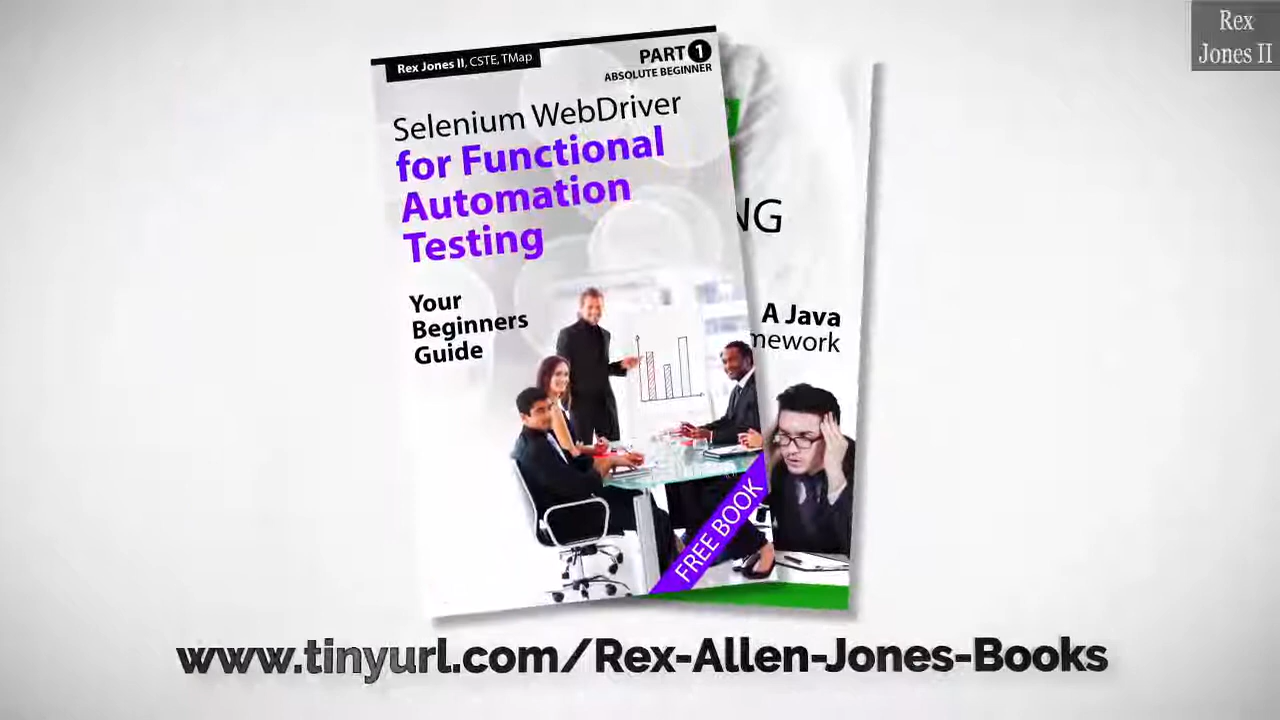 Rex
Jones II
Rex Jones II, CSTE, TMap
PART 1
ABSOLUTE BEGINNER
Selenium WebDriver
for Functional
Automation
Testing
Your
Beginners
Guide
FREE BOOK
NG
A Java
mework
www.tinyurl.com/Rex-Allen-Jones-Books